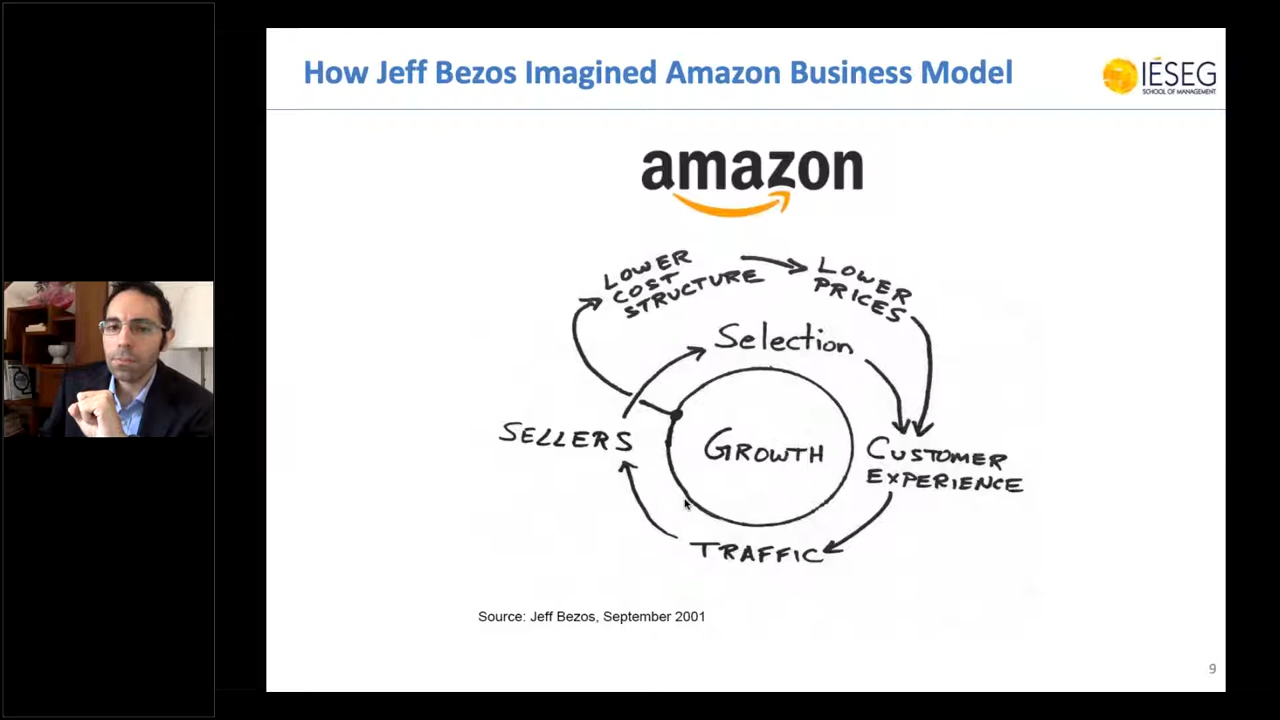 How Jeff Bezos Imagined Amazon Business Model
IÉSEG
SCHOOL OF MANAGEMENT
amazon
LOWER
COST
STRUCTURE
LOWER
PRICES
Selection
SELLERS
GROWTH
CUSTOMER
EXPERIENCE
TRAFFIC
Source: Jeff Bezos, September 2001
9